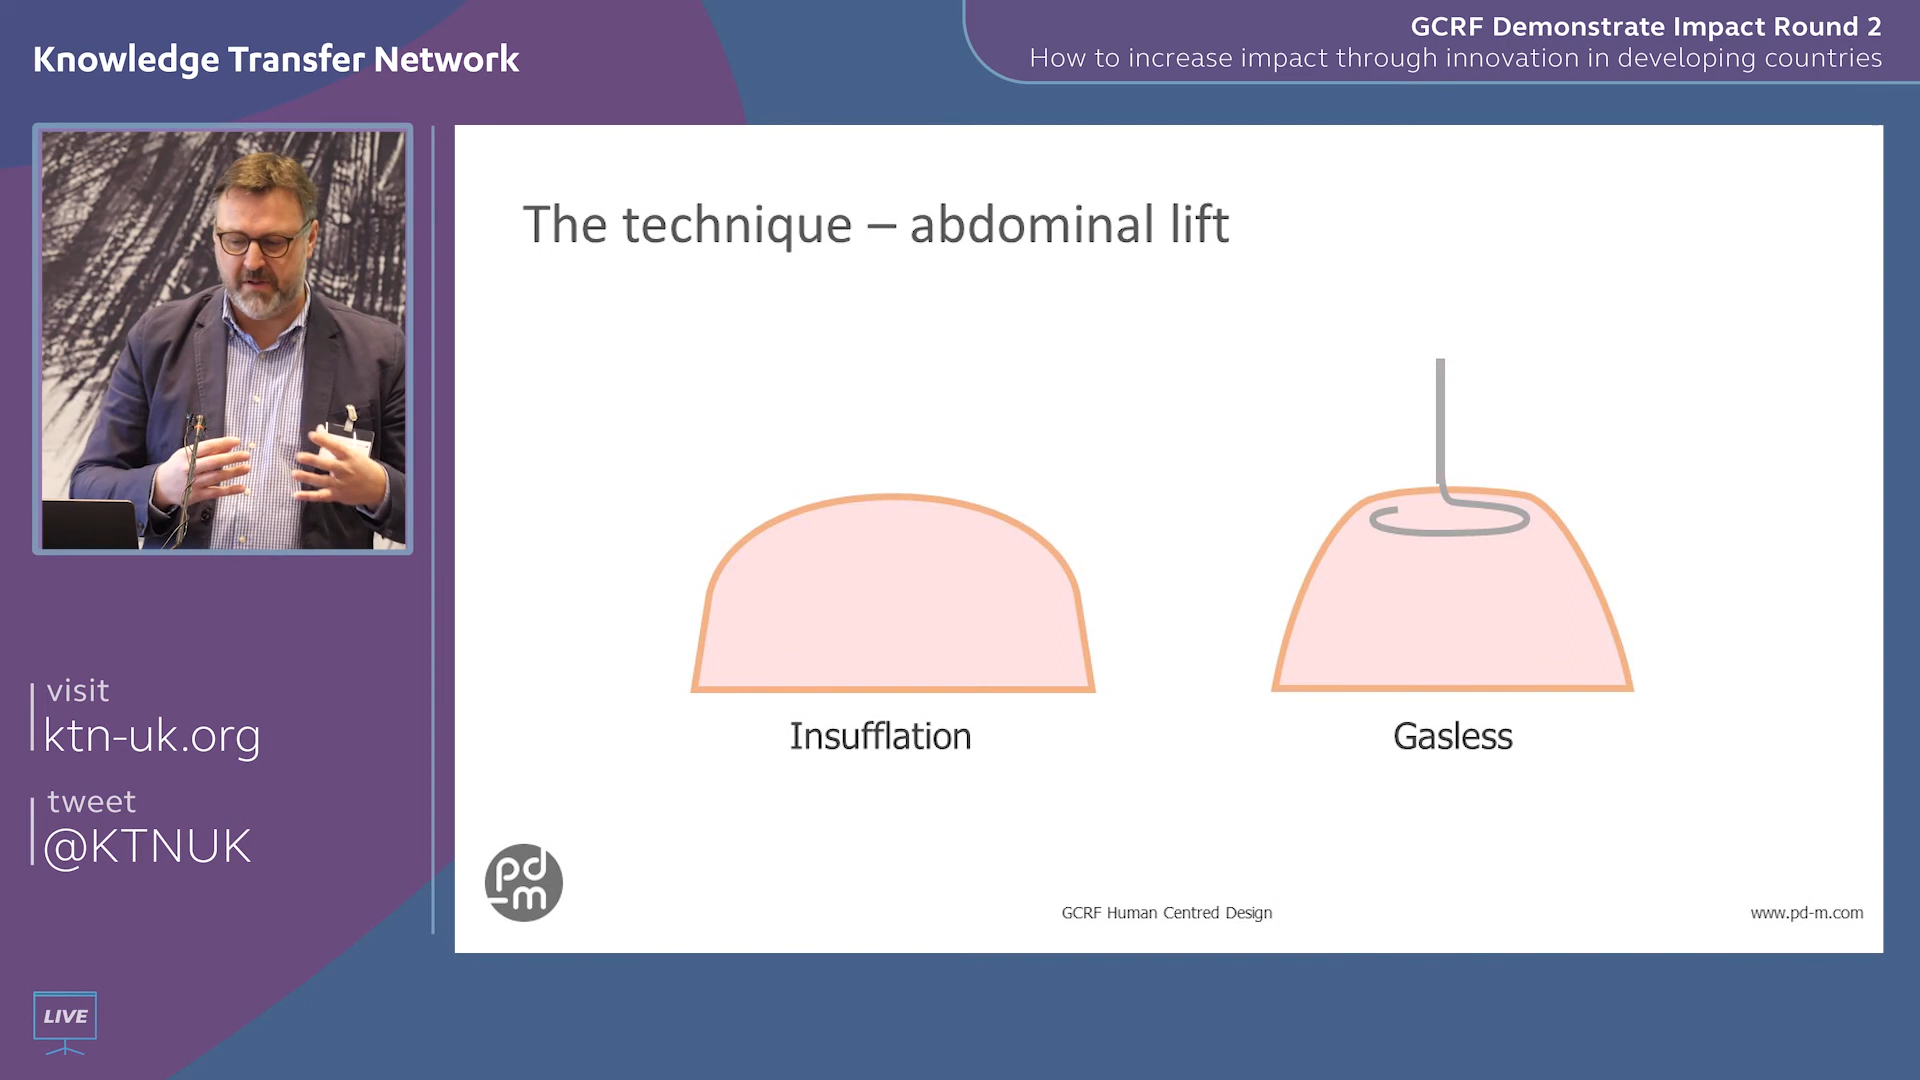 Knowledge Transfer Network
GCRF Demonstrate Impact Round 2
How to increase impact through innovation in developing countries
The technique – abdominal lift
Insufflation
Gasless
visit
ktn-uk.org
tweet
@KTNUK
pd
-m
GCRF Human Centred Design
www.pd-m.com
LIVE